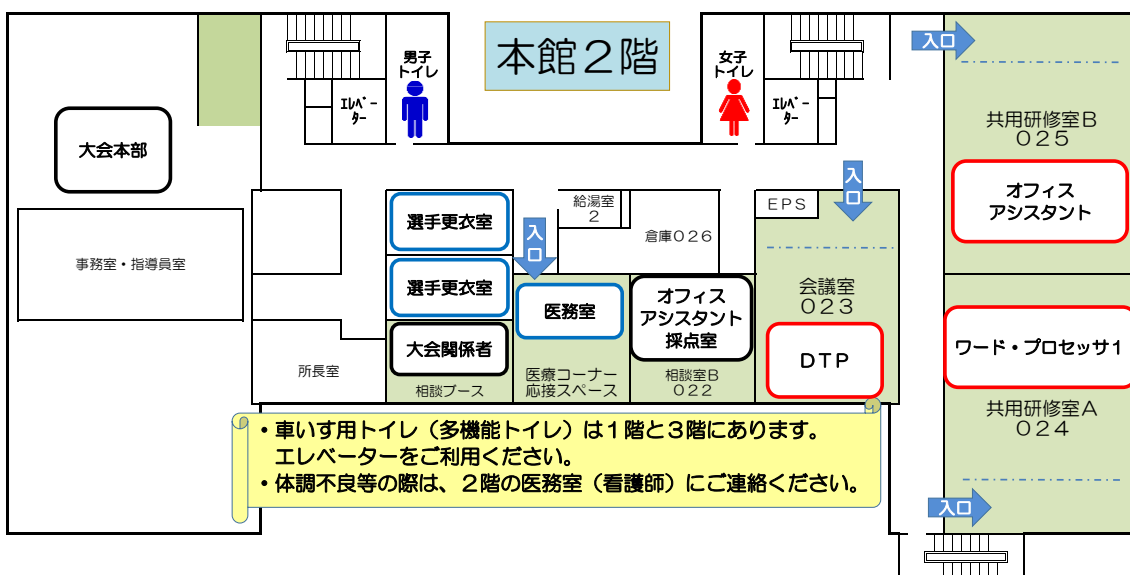 本館２階
男子
トイレ
女子
トイレ
エレベー
ター
エレベー
ター
入口
共用研修室Ｂ
０２５
オフィス
アシスタント
大会本部
事務室・指導員室
選手更衣室
選手更衣室
大会関係者
相談ブース
所長室
入口
給湯室
２
倉庫０２６
医務室
医療コーナー
応接スペース
オフィス
アシスタント
採点室
相談室Ｂ
０２２
ＥＰＳ
入口
会議室
０２３
ＤＴＰ
ワード・プロセッサ1
共用研修室Ａ
０２４
入口
・車いす用トイレ（多機能トイレ）は１階と３階にあります。
エレベーターをご利用ください。
・体調不良等の際は、２階の医務室（看護師）にご連絡ください。